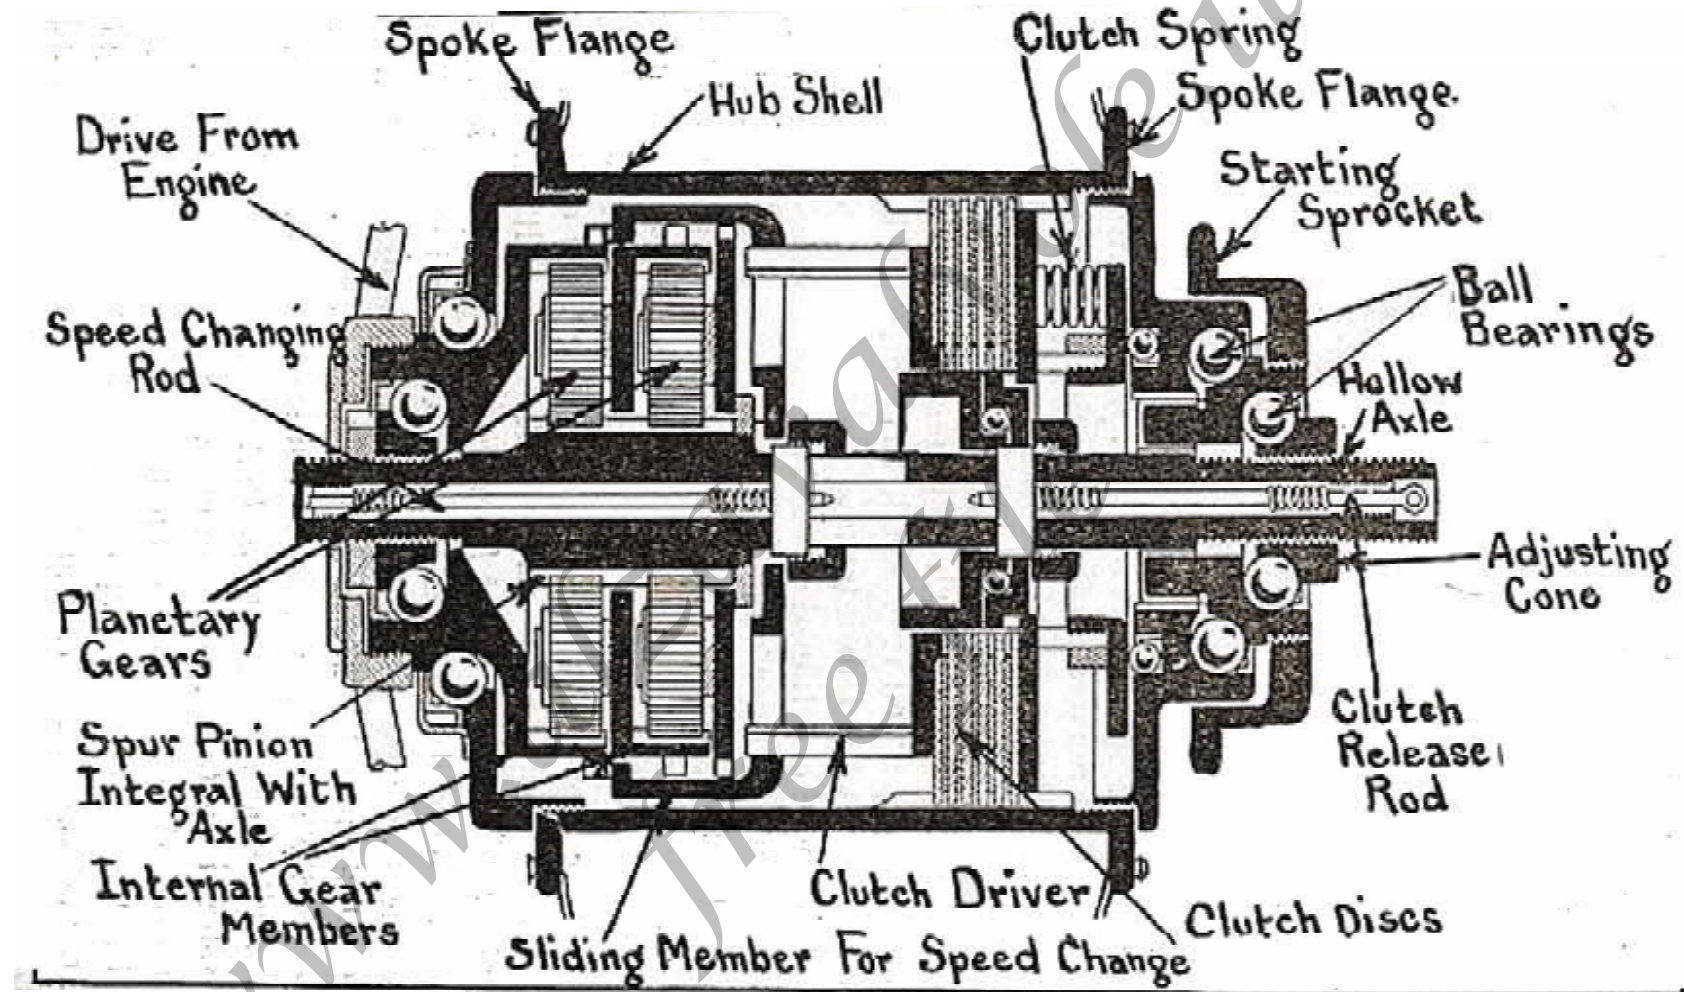 Spoke Flange
Clutch Spring
Hub Shell
Spoke Flange.
Drive From
Engine
Starting
Sprocket
Ball
Bearings
Speed Changing
Rod
Hollow
Axle
Adjusting
Cone
Planetary
Gears
Clutch
Release
Rod
Spur Pinion
Integral With
Axle
Internal Gear
Members
Clutch Driver
Clutch Discs
Sliding Member For Speed Change